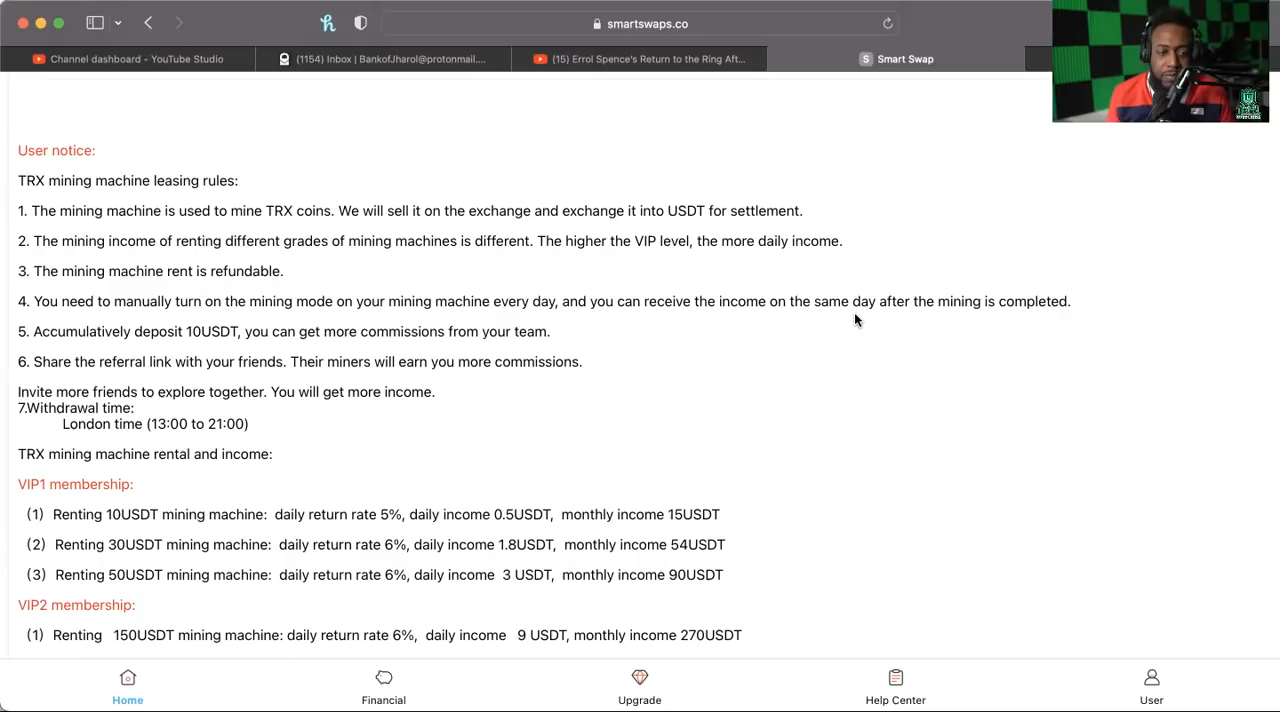 smartswaps.co
Channel dashboard - YouTube Studio
(1154) Inbox | BankofJharol@protonmail....
(15) Errol Spence's Return to the Ring Aft...
S Smart Swap
User notice:
TRX mining machine leasing rules:
1. The mining machine is used to mine TRX coins. We will sell it on the exchange and exchange it into USDT for settlement.
2. The mining income of renting different grades of mining machines is different. The higher the VIP level, the more daily income.
3. The mining machine rent is refundable.
4. You need to manually turn on the mining mode on your mining machine every day, and you can receive the income on the same day after the mining is completed.
5. Accumulatively deposit 10USDT, you can get more commissions from your team.
6. Share the referral link with your friends. Their miners will earn you more commissions.
Invite more friends to explore together. You will get more income.
7.Withdrawal time:
London time (13:00 to 21:00)
TRX mining machine rental and income:
VIP1 membership:
(1) Renting 10USDT mining machine: daily return rate 5%, daily income 0.5USDT, monthly income 15USDT
(2) Renting 30USDT mining machine: daily return rate 6%, daily income 1.8USDT, monthly income 54USDT
(3) Renting 50USDT mining machine: daily return rate 6%, daily income 3 USDT, monthly income 90USDT
VIP2 membership:
(1) Renting 150USDT mining machine: daily return rate 6%, daily income 9 USDT, monthly income 270USDT
Home
Financial
Upgrade
Help Center
User